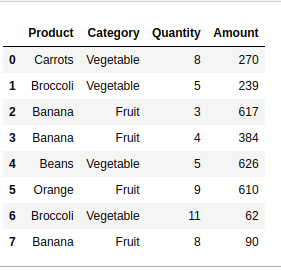 Product Category Quantity Amount
0 Carrots Vegetable 8 270
1 Broccoli Vegetable 5 239
2 Banana Fruit 3 617
3 Banana Fruit 4 384
4 Beans Vegetable 5 626
5 Orange Fruit 9 610
6 Broccoli Vegetable 11 62
7 Banana Fruit 8 90